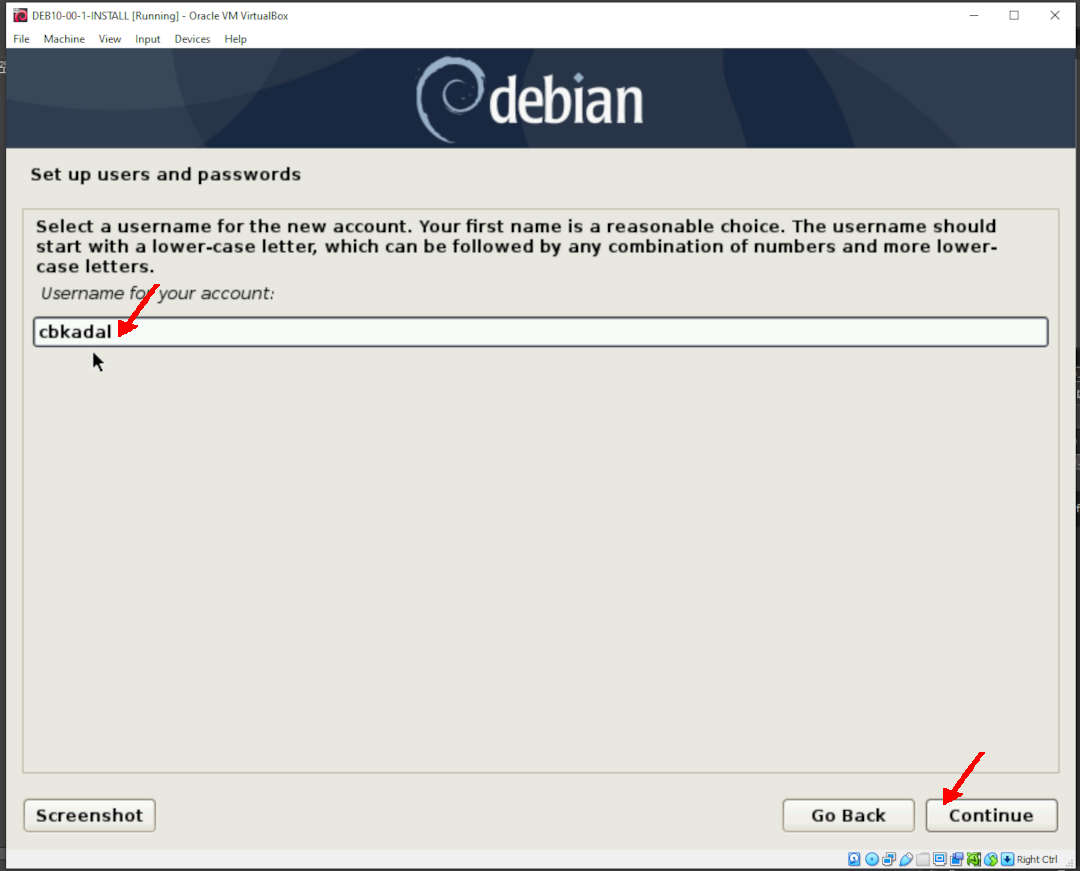 DEB10-00-1-INSTALL [Running] - Oracle VM VirtualBox
File Machine View Input Devices Help
debian
Set up users and passwords
Select a username for the new account. Your first name is a reasonable choice. The username should
start with a lower-case letter, which can be followed by any combination of numbers and more lower-
case letters.
Username for your account:
cbkadal
Screenshot
Go Back
Continue
Right Ctrl